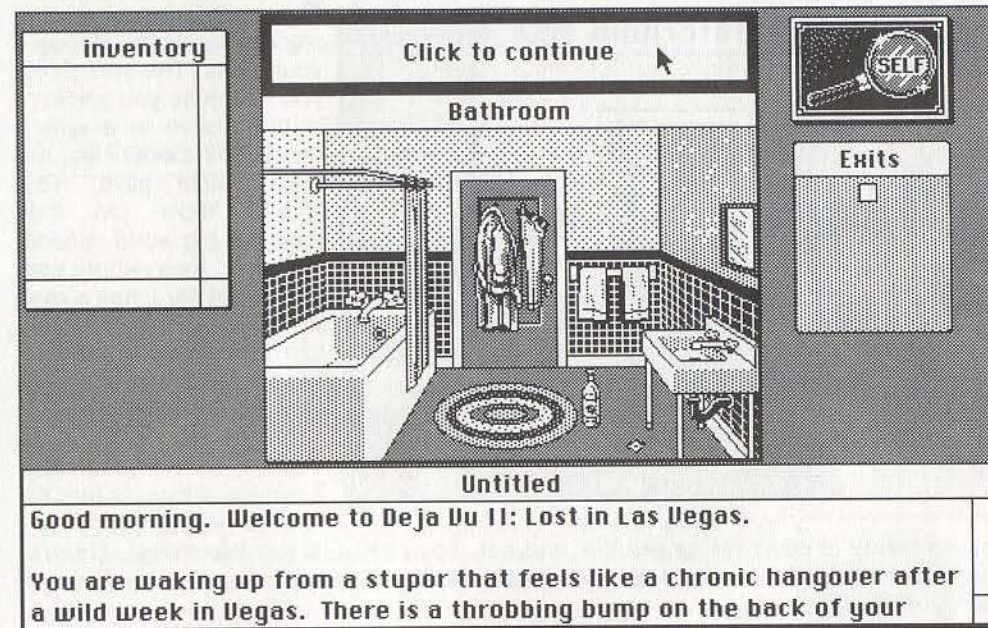 inventory
Click to continue
SELF
Bathroom
Exits
Untitled
Good morning. Welcome to Deja Vu II: Lost in Las Vegas.
You are waking up from a stupor that feels like a chronic hangover after
a wild week in Vegas. There is a throbbing bump on the back of your